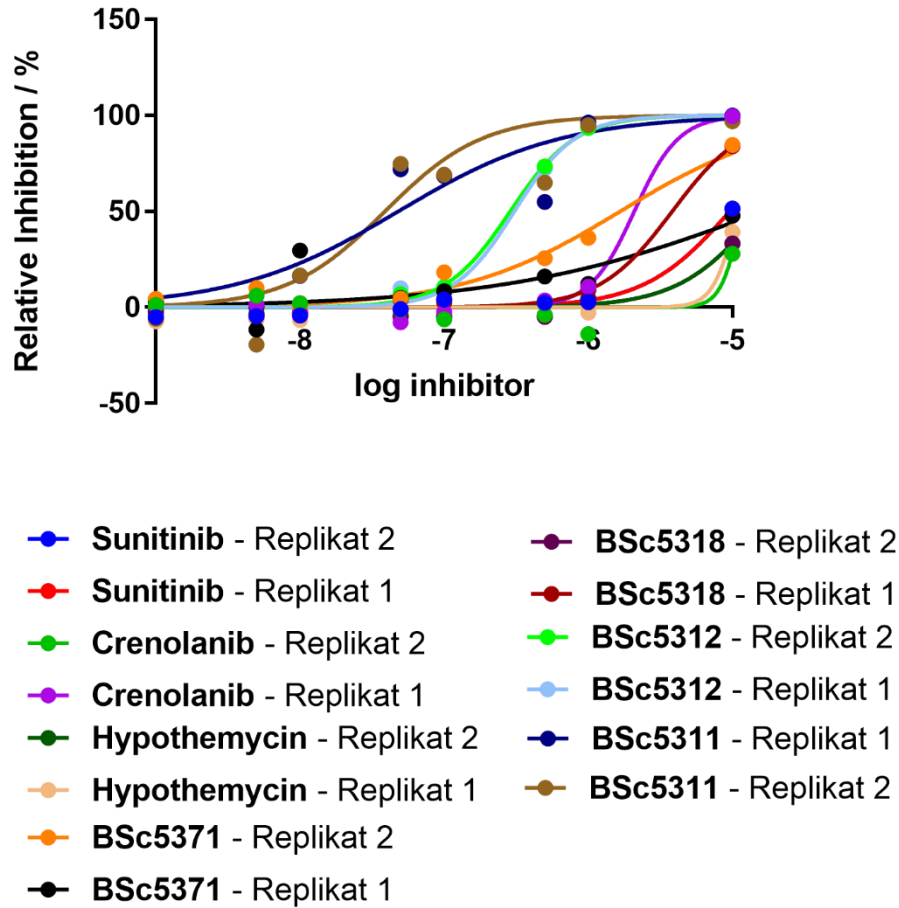 Relative Inhibition / %
150
100
50
0
-50
-8
-7
-6
-5
log inhibitor
Sunitinib - Replikat 2
Sunitinib - Replikat 1
Crenolanib - Replikat 2
Crenolanib - Replikat 1
Hypothemycin - Replikat 2
Hypothemycin - Replikat 1
BSc5371 - Replikat 2
BSc5371 - Replikat 1
BSc5318 - Replikat 2
BSc5318 - Replikat 1
BSc5312 - Replikat 2
BSc5312 - Replikat 1
BSc5311 - Replikat 1
BSc5311 - Replikat 2